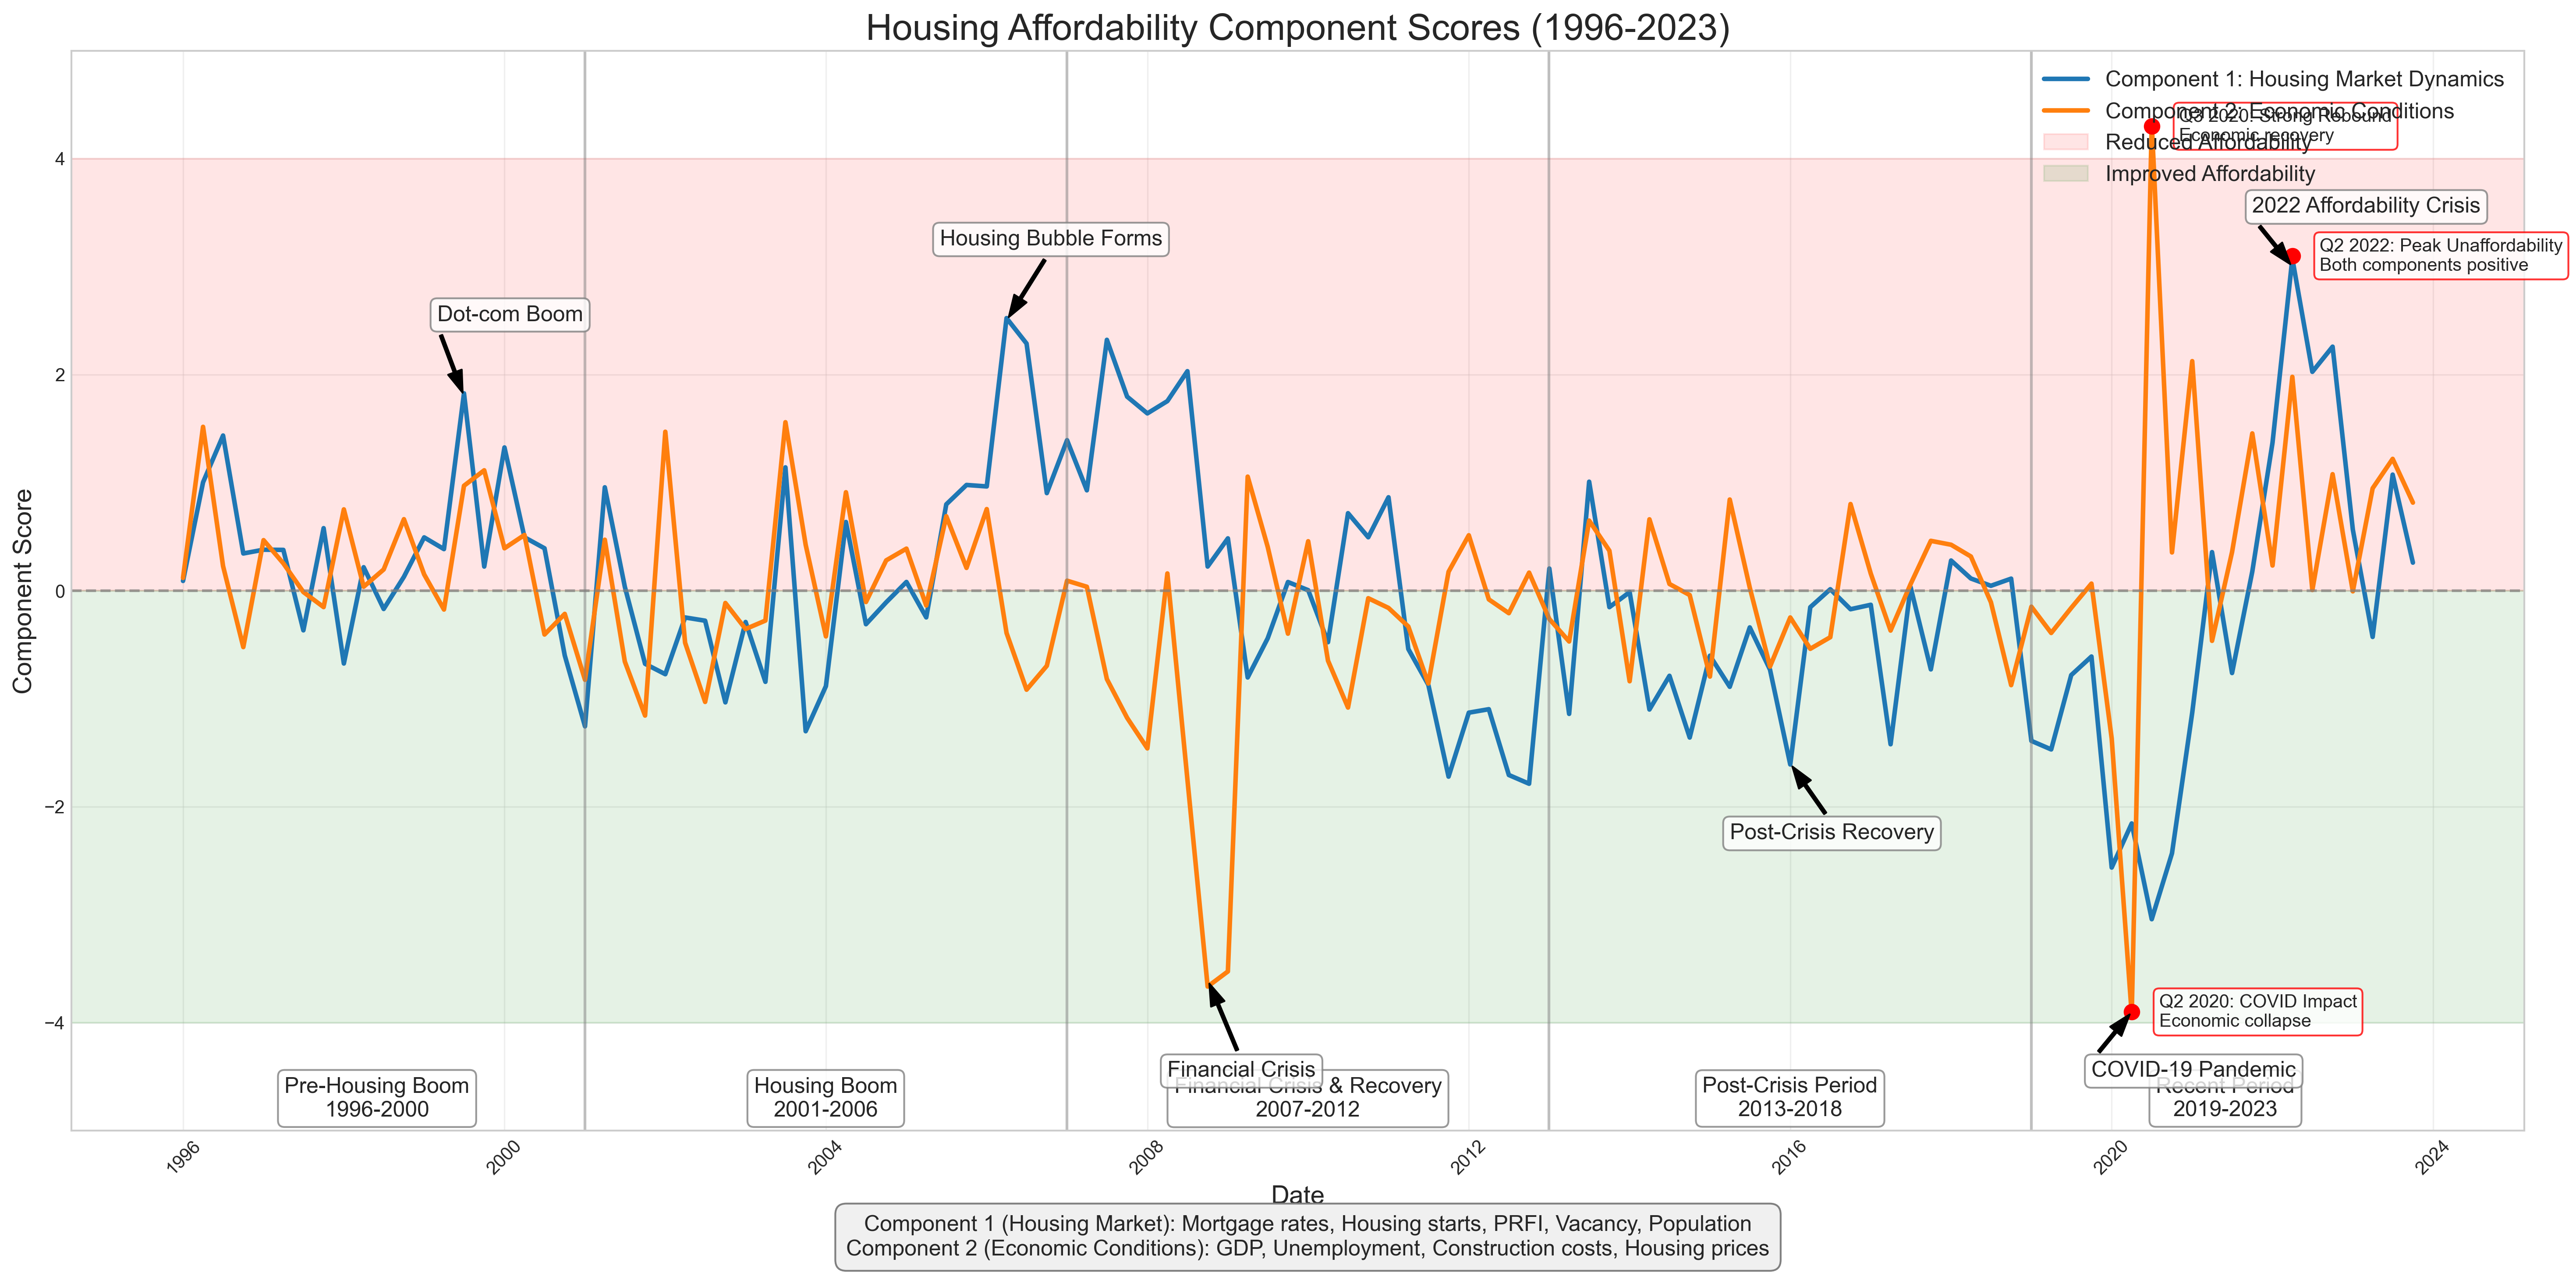 Housing Affordability Component Scores (1996-2023)
Component 1: Housing Market Dynamics
Component 2: Economic Conditions
Reduced Affordability
Improved Affordability
Q3 2020: Strong Rebound
Economic recovery
2022 Affordability Crisis
Q2 2022: Peak Unaffordability
Both components positive
Housing Bubble Forms
Dot-com Boom
Post-Crisis Recovery
Q2 2020: COVID Impact
Economic collapse
Financial Crisis
COVID-19 Pandemic
Pre-Housing Boom
1996-2000
Housing Boom
2001-2006
Financial Crisis & Recovery
2007-2012
Post-Crisis Period
2013-2018
Recent Period
2019-2023
Component Score
4
2
0
−2
−4
1996
2000
2004
2008
2012
2016
2020
2024
Date
Component 1 (Housing Market): Mortgage rates, Housing starts, PRFI, Vacancy, Population
Component 2 (Economic Conditions): GDP, Unemployment, Construction costs, Housing prices